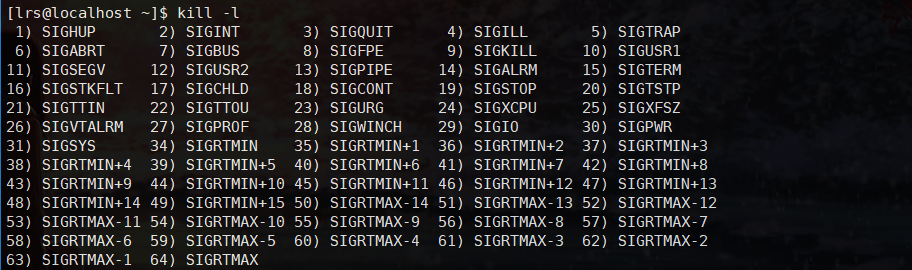 [lrs@localhost ~]$ kill -l
 1) SIGHUP       2) SIGINT       3) SIGQUIT      4) SIGILL       5) SIGTRAP
 6) SIGABRT      7) SIGBUS       8) SIGFPE       9) SIGKILL     10) SIGUSR1
11) SIGSEGV     12) SIGUSR2     13) SIGPIPE     14) SIGALRM     15) SIGTERM
16) SIGSTKFLT   17) SIGCHLD     18) SIGCONT     19) SIGSTOP     20) SIGTSTP
21) SIGTTIN     22) SIGTTOU     23) SIGURG      24) SIGXCPU     25) SIGXFSZ
26) SIGVTALRM   27) SIGPROF     28) SIGWINCH    29) SIGIO       30) SIGPWR
31) SIGSYS      34) SIGRTMIN    35) SIGRTMIN+1  36) SIGRTMIN+2  37) SIGRTMIN+3
38) SIGRTMIN+4  39) SIGRTMIN+5  40) SIGRTMIN+6  41) SIGRTMIN+7  42) SIGRTMIN+8
43) SIGRTMIN+9  44) SIGRTMIN+10 45) SIGRTMIN+11 46) SIGRTMIN+12 47) SIGRTMIN+13
48) SIGRTMIN+14 49) SIGRTMIN+15 50) SIGRTMAX-14 51) SIGRTMAX-13 52) SIGRTMAX-12
53) SIGRTMAX-11 54) SIGRTMAX-10 55) SIGRTMAX-9  56) SIGRTMAX-8  57) SIGRTMAX-7
58) SIGRTMAX-6  59) SIGRTMAX-5  60) SIGRTMAX-4  61) SIGRTMAX-3  62) SIGRTMAX-2
63) SIGRTMAX-1  64) SIGRTMAX